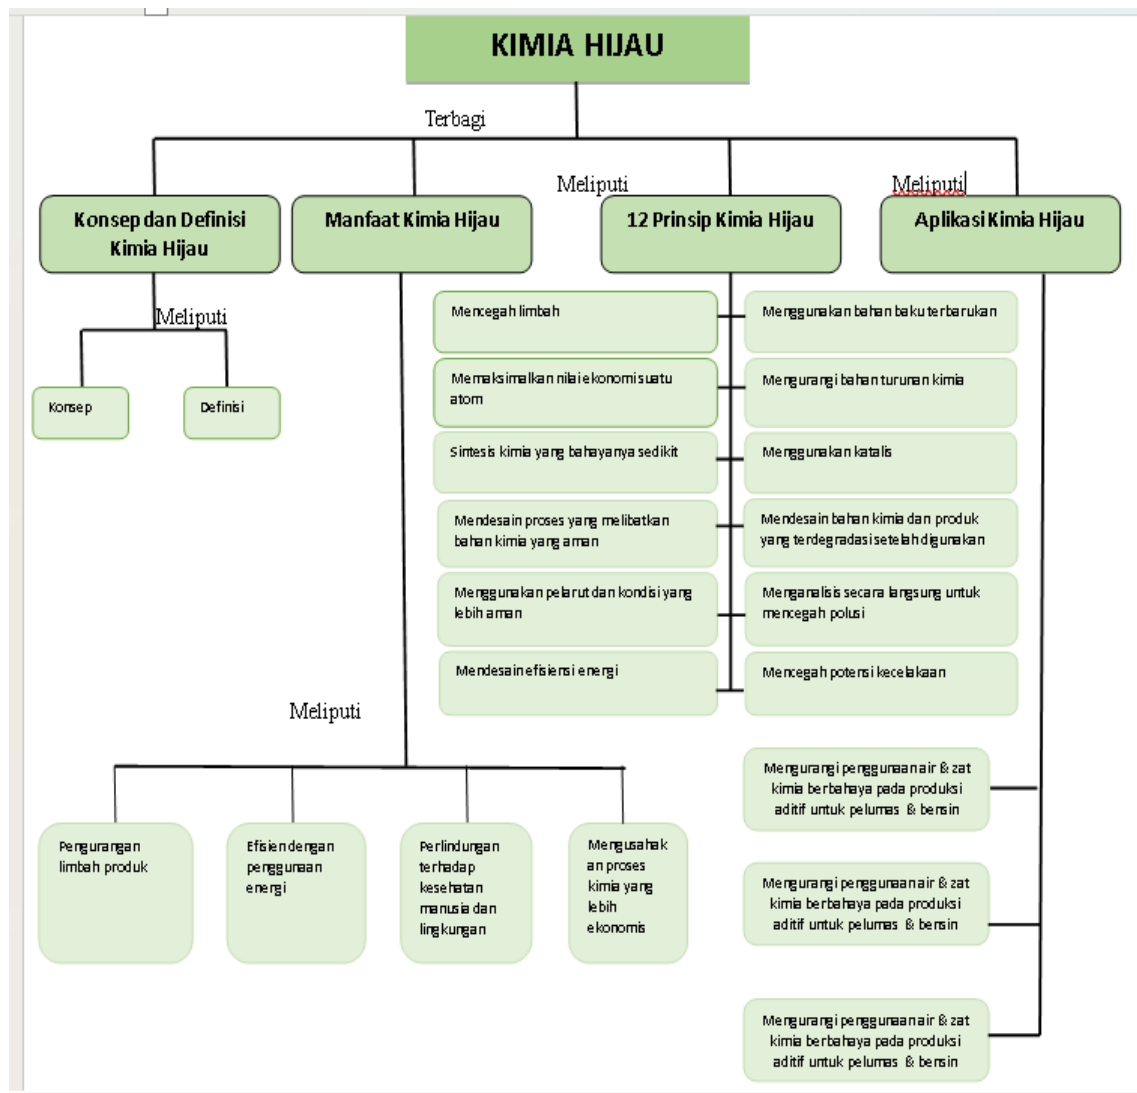 KIMIA HIJAU
Terbagi
Meliputi
Meliputi
Konsep dan Definisi
Kimia Hijau
Manfaat Kimia Hijau
12 Prinsip Kimia Hijau
Aplikasi Kimia Hijau
Meliputi
Konsep
Definisi
Mencegah limbah
Menggunakan bahan baku terbarukan
Memaksimalkan nilai ekonomis suatu
atom
Mengurangi bahan turunan kimia
Sintesis kimia yang bahayanya sedikit
Menggunakan katalis
Mendesain proses yang melibatkan
bahan kimia yang aman
Mendesain bahan kimia dan produk
yang terdegradasi setelah digunakan
Menggunakan pelarut dan kondisi yang
lebih aman
Menganalisis secara langsung untuk
mencegah polusi
Mendesain efisiensi energi
Mencegah potensi kecelakaan
Meliputi
Pengurangan
limbah produk
Efisien dengan
penggunaan
energi
Perlindungan
terhadap
kesehatan
manusia dan
lingkungan
Mengusahak
an proses
kimia yang
lebih
ekonomis
Mengurangi penggunaan air & zat
kimia berbahaya pada produksi
aditif untuk pelumas & bensin
Mengurangi penggunaan air & zat
kimia berbahaya pada produksi
aditif untuk pelumas & bensin
Mengurangi penggunaan air & zat
kimia berbahaya pada produksi
aditif untuk pelumas & bensin